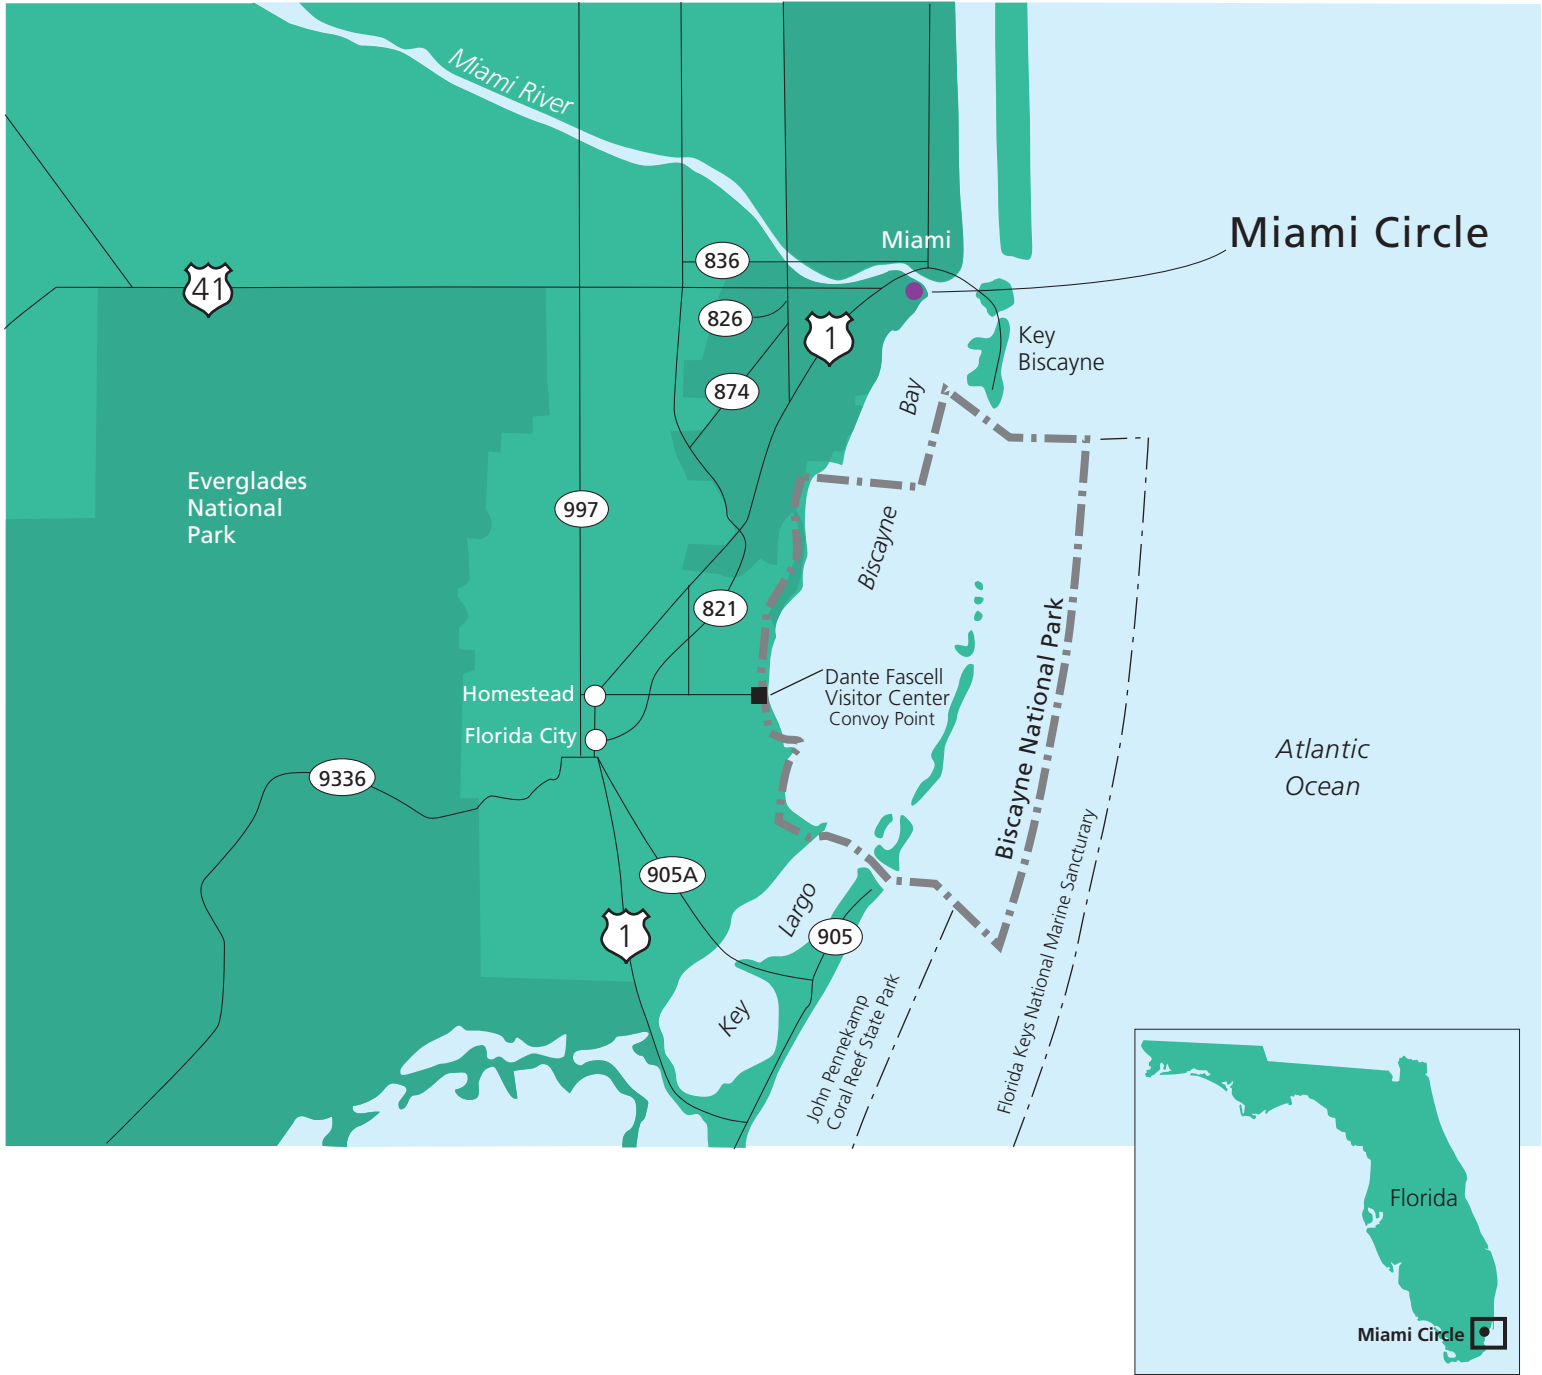 Miami River
Miami
Miami Circle
836
41
826
1
Key
Biscayne
874
Bay
Everglades
National
Park
997
Biscayne
821
Homestead
Dante Fascell
Visitor Center
Convoy Point
Florida City
Biscayne National Park
Atlantic
Ocean
9336
905A
Largo
1
905
Key
John Pennekamp
Coral Reef State Park
Florida Keys National Marine Sancturary
Florida
Miami Circle